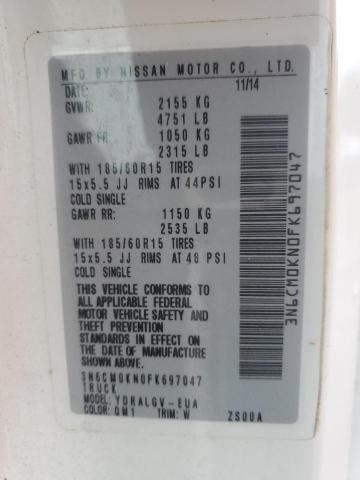 MFD. BY NISSAN MOTOR CO., LTD.
DATE: 11/14
GVWR: 2155 KG
4751 LB
GAWR FR: 1050 KG
2315 LB
WITH 185/60R15 TIRES
15x5.5 JJ RIMS AT 44PSI
COLD SINGLE
GAWR RR: 1150 KG
2535 LB
WITH 185/60R15 TIRES
15x5.5 JJ RIMS AT 48 PSI
COLD SINGLE
THIS VEHICLE CONFORMS TO
ALL APPLICABLE FEDERAL
MOTOR VEHICLE SAFETY AND
THEFT PREVENTION
STANDARDS IN EFFECT ON
THE DATE OF MANUFACTURE
SHOWN ABOVE.
3N6CM0KN0FK697047
TRUCK
MODEL: YDRALGV-EUA
COLOR: QM1 TRIM: W ZS00A
3N6CM0KN0FK697047